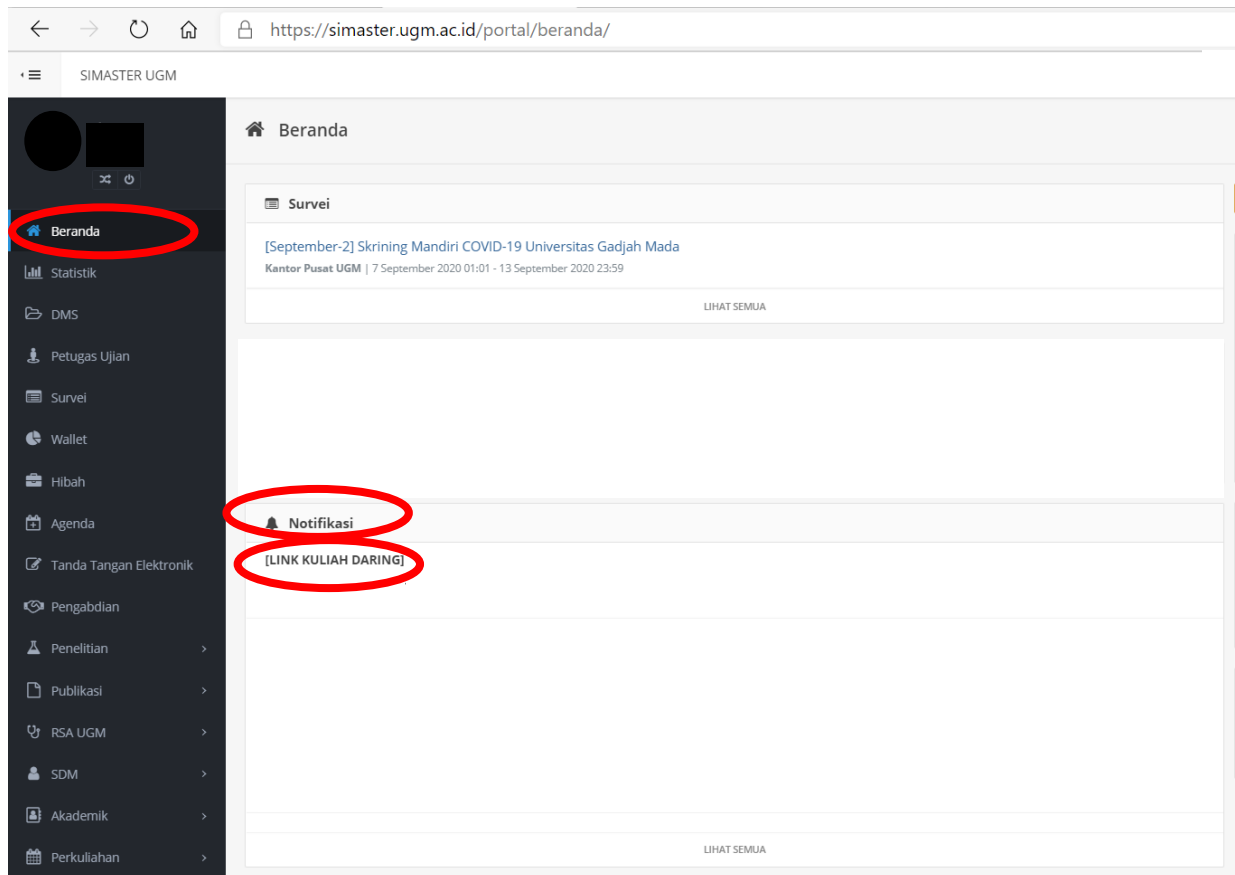 https://simaster.ugm.ac.id/portal/beranda/
SIMASTER UGM
Beranda
Statistik
DMS
Petugas Ujian
Survei
Wallet
Hibah
Agenda
Tanda Tangan Elektronik
Pengabdian
Penelitian
Publikasi
RSA UGM
SDM
Akademik
Perkuliahan
Beranda
Survei
[September-2] Skrining Mandiri COVID-19 Universitas Gadjah Mada
Kantor Pusat UGM | 7 September 2020 01:01 - 13 September 2020 23:59
LIHAT SEMUA
Notifikasi
[LINK KULIAH DARING]
LIHAT SEMUA